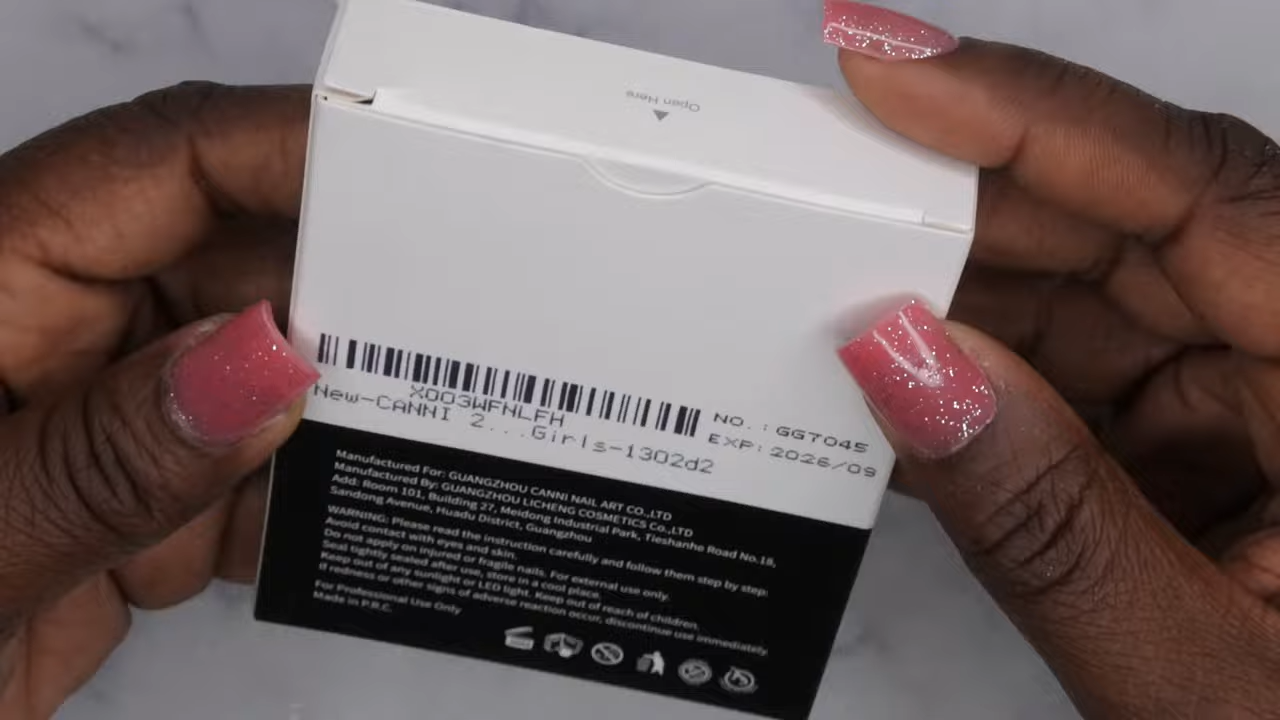 Open Here
X003WFNLFH
New-CANNI 2...Girls-1302d2
NO.:GG7045
EXP:2026/09
Manufactured For: GUANGZHOU CANNI NAIL ART CO.,LTD
Manufactured By: GUANGZHOU LICHENG COSMETICS Co.,LTD
Add: Room 101, Building 27, Meidong Industrial Park, Tieshanhe Road No.18,
Sandong Avenue, Huadu District, Guangzhou
WARNING: Please read the instruction carefully and follow them step by step:
Avoid contact with eyes and skin.
Do not apply on injured or fragile nails. For external use only.
Seal tightly sealed after use, store in a cool place.
Keep out of any sunlight or LED light. Keep out of reach of children.
If redness or other signs of adverse reaction occur, discontinue use immediately
For Professional Use Only
Made in P.R.C.